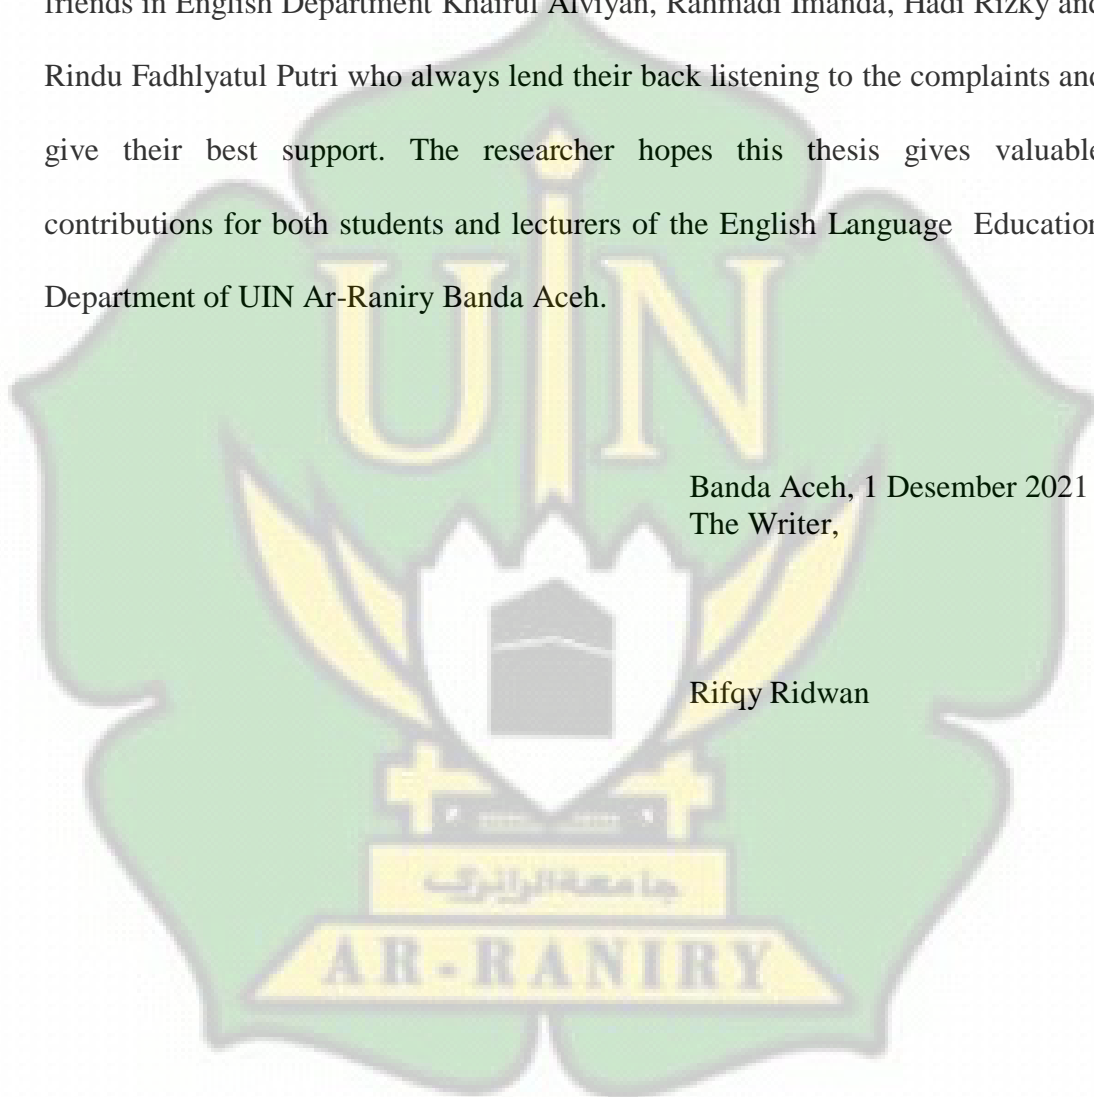 friends in English Department Khairul Alviyan, Rahmadi Imanda, Hadi Rizky and
Rindu Fadhlyatul Putri who always lend their back listening to the complaints and
give their best support. The researcher hopes this thesis gives valuable
contributions for both students and lecturers of the English Language Education
Department of UIN Ar-Raniry Banda Aceh.
UIN
Banda Aceh, 1 Desember 2021
The Writer,
Rifqy Ridwan
جامعة الرانري
AR-RANIRY